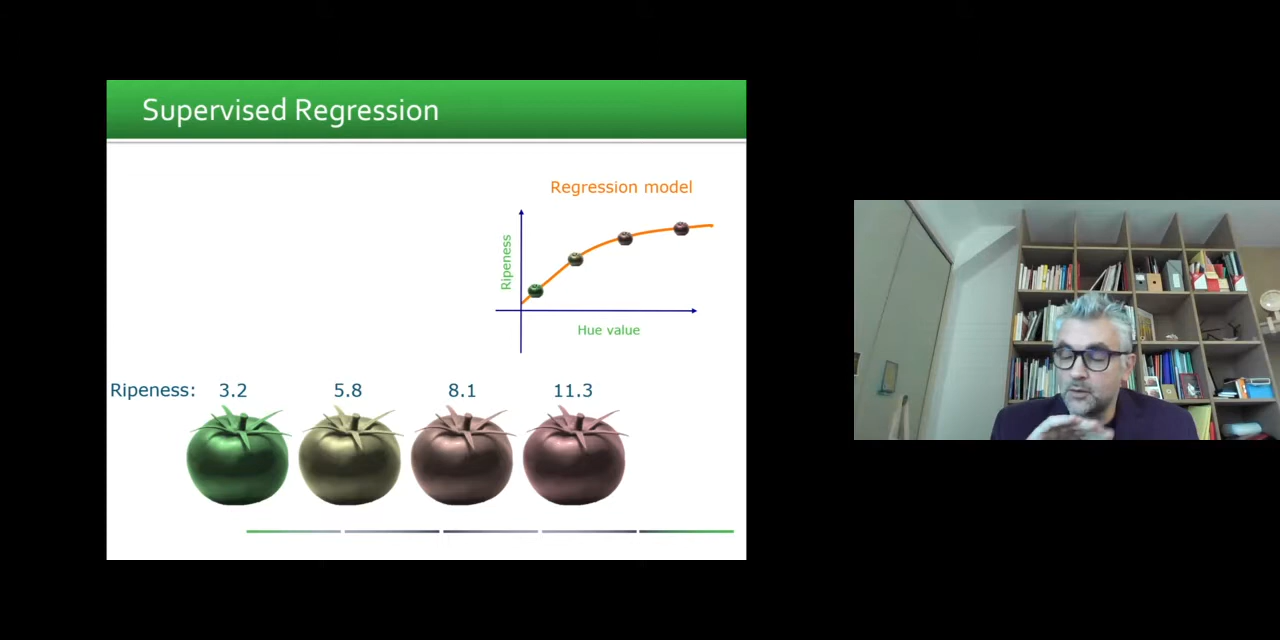 Supervised Regression
Regression model
Ripeness
Hue value
Ripeness: 3.2 5.8 8.1 11.3